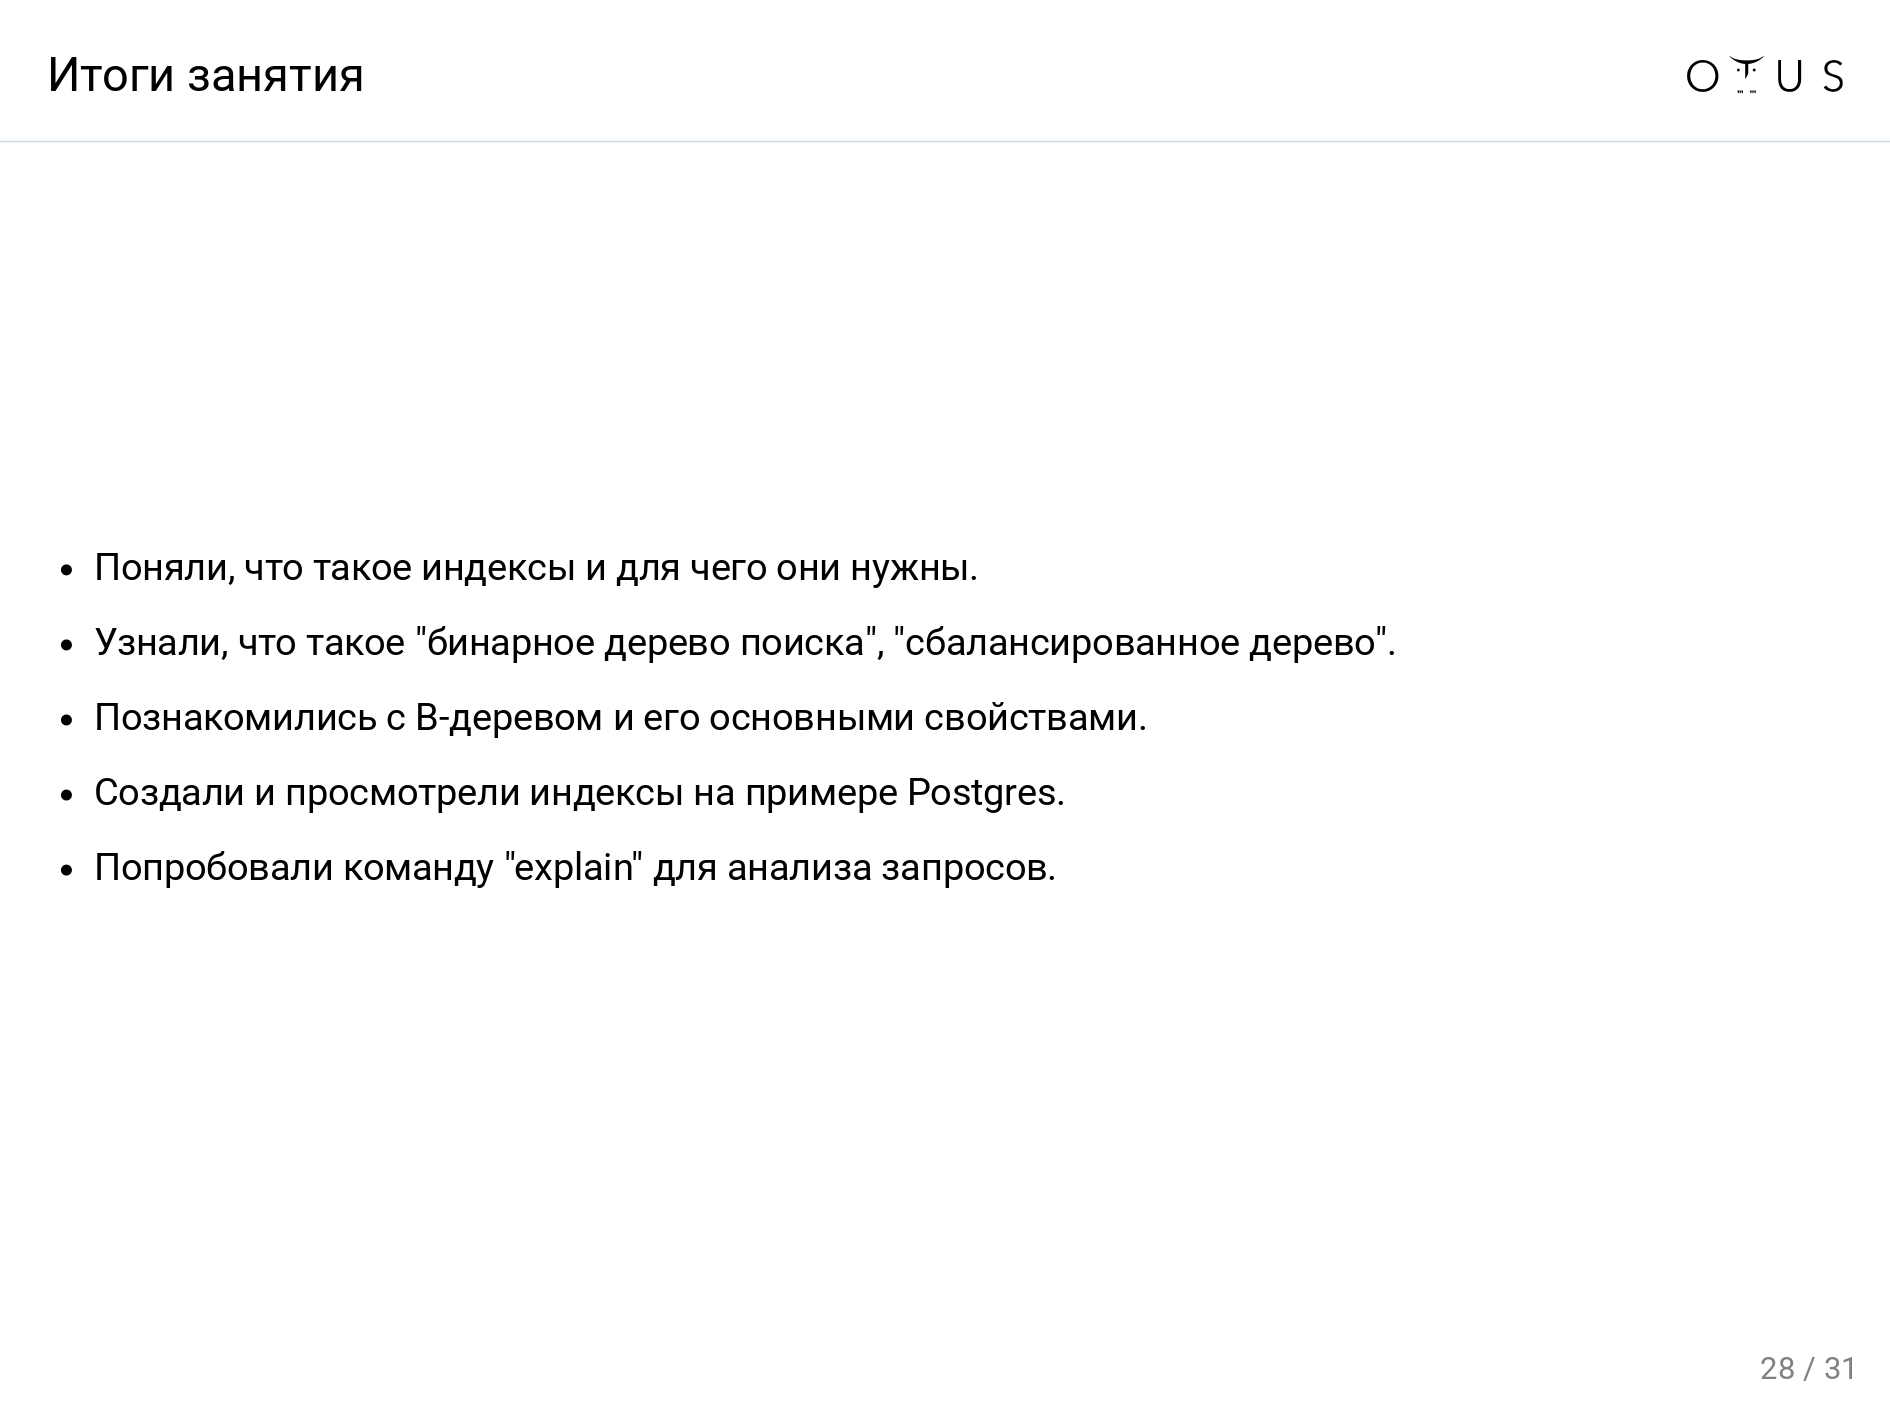 Итоги занятия
OTUS
Поняли, что такое индексы и для чего они нужны.
Узнали, что такое "бинарное дерево поиска", "сбалансированное дерево".
Познакомились с B-деревом и его основными свойствами.
Создали и просмотрели индексы на примере Postgres.
Попробовали команду "explain" для анализа запросов.
28 / 31